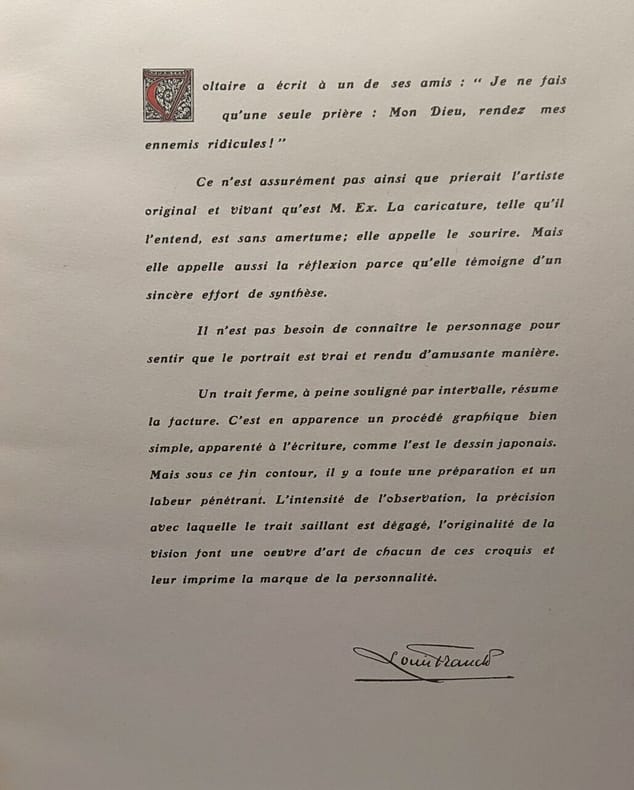 Voltaire a écrit à un de ses amis : “ Je ne fais
qu’une seule prière : Mon Dieu, rendez mes
ennemis ridicules ! ”
Ce n’est assurément pas ainsi que prierait l’artiste
original et vivant qu’est M. Ex. La caricature, telle qu’il
l’entend, est sans amertume ; elle appelle le sourire. Mais
elle appelle aussi la réflexion parce qu’elle témoigne d’un
sincère effort de synthèse.
Il n’est pas besoin de connaître le personnage pour
sentir que le portrait est vrai et rendu d’amusante manière.
Un trait ferme, à peine souligné par intervalle, résume
la facture. C’est en apparence un procédé graphique bien
simple, apparenté à l’écriture, comme l’est le dessin japonais.
Mais sous ce fin contour, il y a toute une préparation et un
labeur pénétrant. L’intensité de l’observation, la précision
avec laquelle le trait saillant est dégagé, l’originalité de la
vision font une oeuvre d’art de chacun de ces croquis et
leur imprime la marque de la personnalité.
Louis Franck